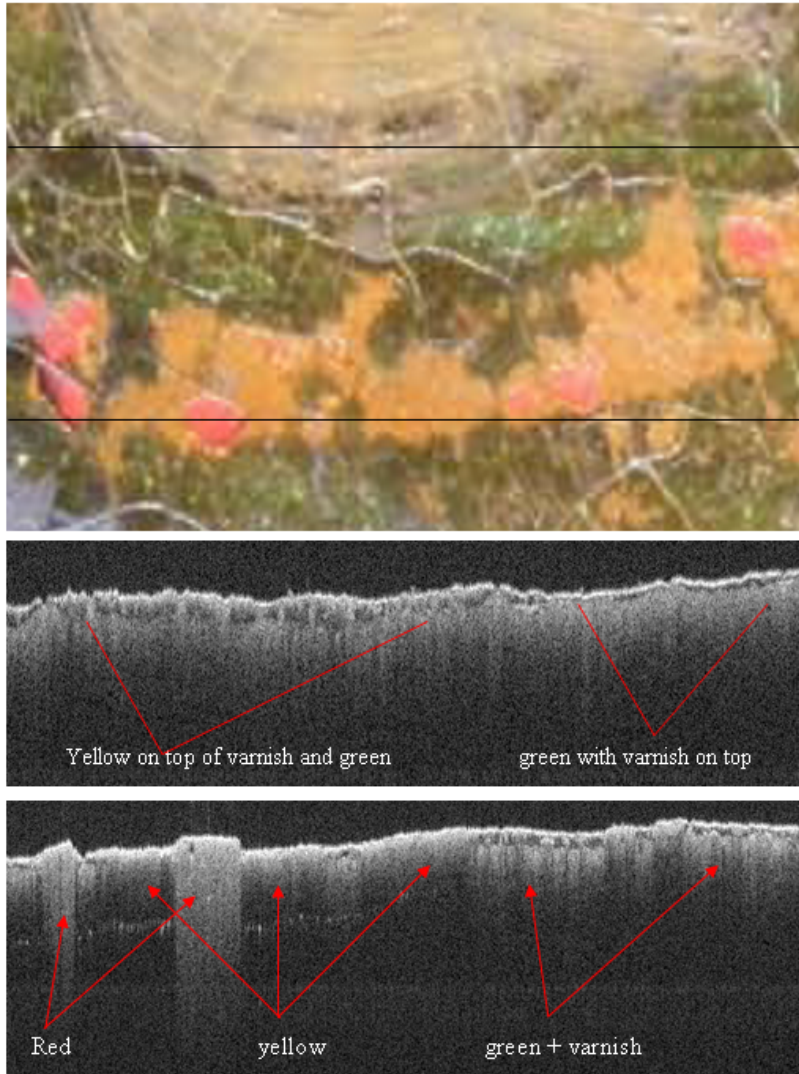 Yellow on top of varnish and green
green with varnish on top
Red
yellow
green + varnish